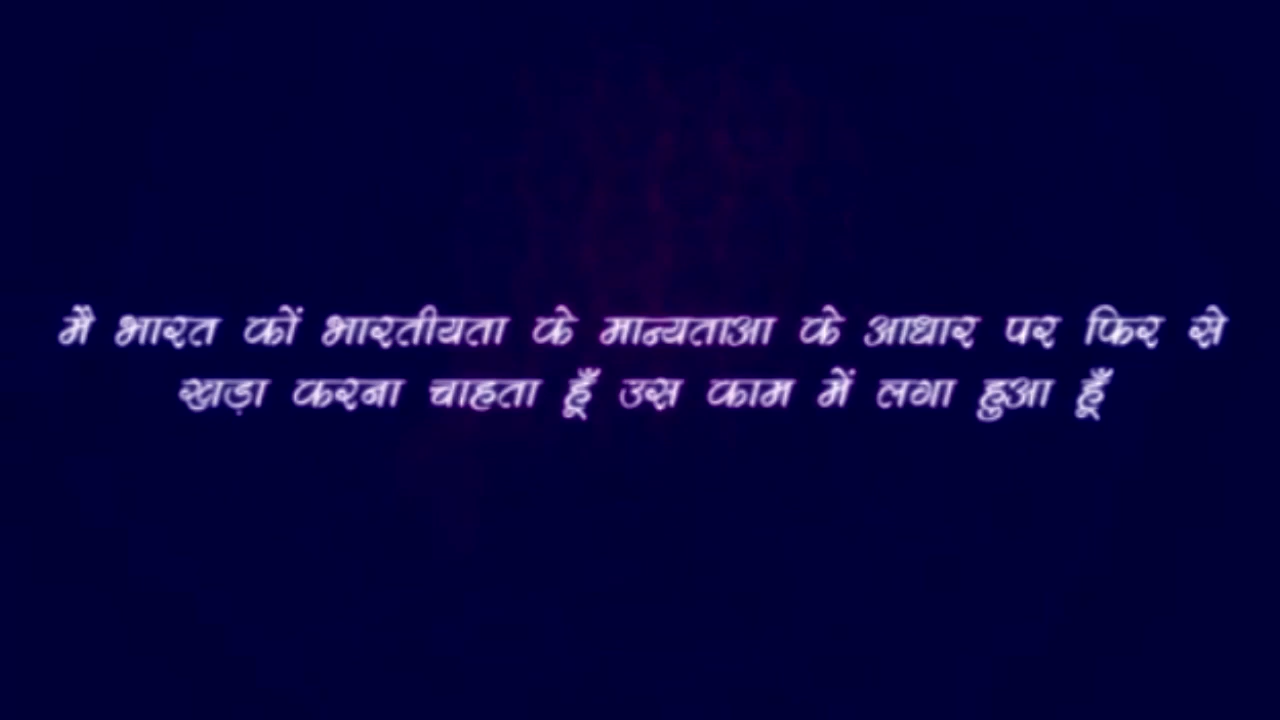 मै भारत कों भारतीयता के मान्यताआ के आधार पर फिर से
खड़ा करना चाहता हूँ उस काम में लगा हुआ हूँ